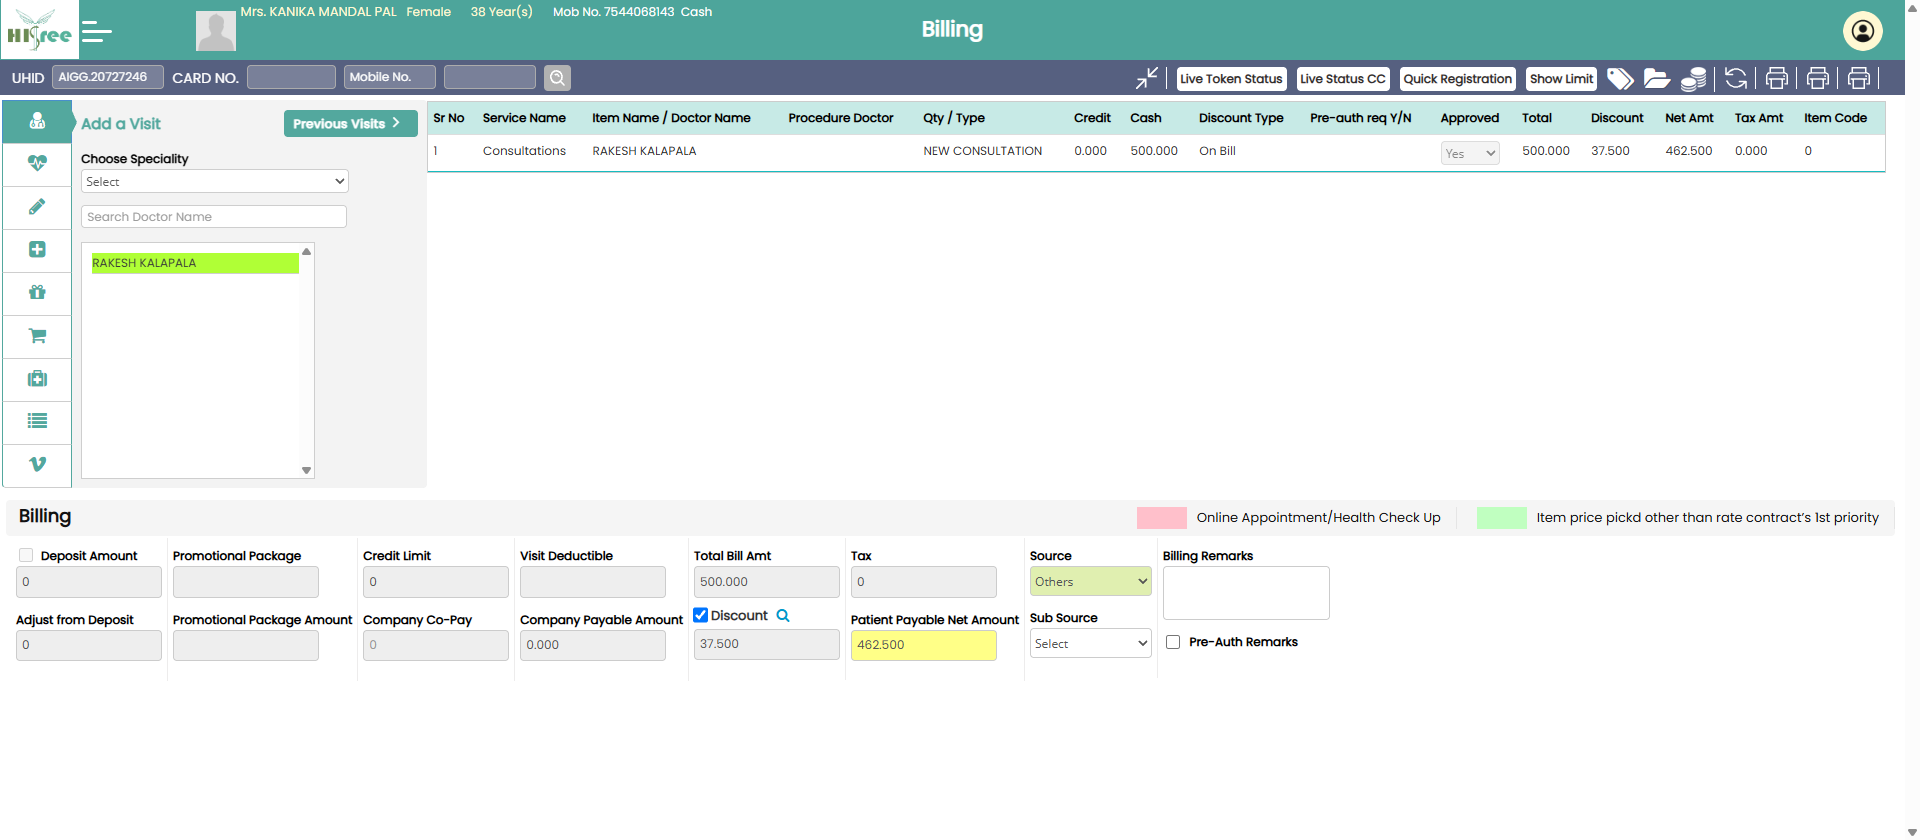 HISree
Mrs. KANIKA MANDAL PAL Female 38 Year(s) Mob No. 7544068143 Cash
Billing
UHID AIGG.20727246 CARD NO. Mobile No.
Live Token Status Live Status CC Quick Registration Show Limit
Add a Visit Previous Visits
Choose Speciality
Select
Search Doctor Name
RAKESH KALAPALA
Sr No Service Name Item Name / Doctor Name Procedure Doctor Qty / Type Credit Cash Discount Type Pre-auth req Y/N Approved Total Discount Net Amt Tax Amt Item Code
1 Consultations RAKESH KALAPALA NEW CONSULTATION 0.000 500.000 On Bill Yes 500.000 37.500 462.500 0.000 0
Billing
Online Appointment/Health Check Up Item price pickd other than rate contract's 1st priority
Deposit Amount Promotional Package Credit Limit Visit Deductible Total Bill Amt Tax Source Billing Remarks
0 0 500.000 0 Others
Adjust from Deposit Promotional Package Amount Company Co-Pay Company Payable Amount Discount Patient Payable Net Amount Sub Source
0 0 0.000 37.500 462.500 Select Pre-Auth Remarks